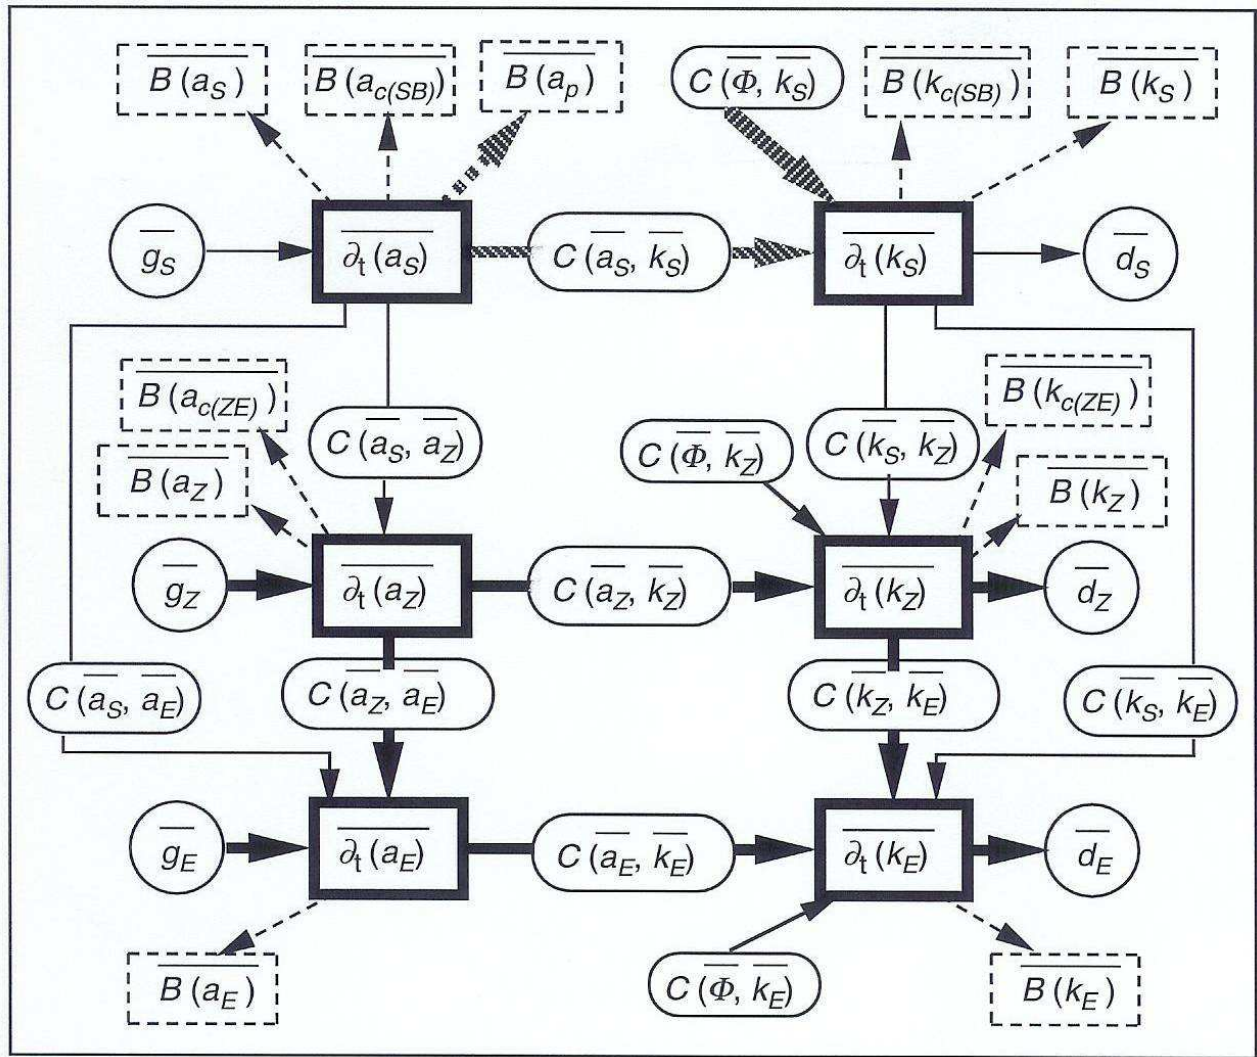 B (a_S)
B (a_c(SB))
B (a_p)
C (Φ, k_S)
B (k_c(SB))
B (k_S)
g_S
∂_t (a_S)
C (a_S, k_S)
∂_t (k_S)
d_S
B (a_c(ZE))
B (k_c(ZE))
C (a_S, a_Z)
C (Φ, k_Z)
C (k_S, k_Z)
B (a_Z)
B (k_Z)
g_Z
∂_t (a_Z)
C (a_Z, k_Z)
∂_t (k_Z)
d_Z
C (a_S, a_E)
C (a_Z, a_E)
C (k_Z, k_E)
C (k_S, k_E)
g_E
∂_t (a_E)
C (a_E, k_E)
∂_t (k_E)
d_E
B (a_E)
C (Φ, k_E)
B (k_E)